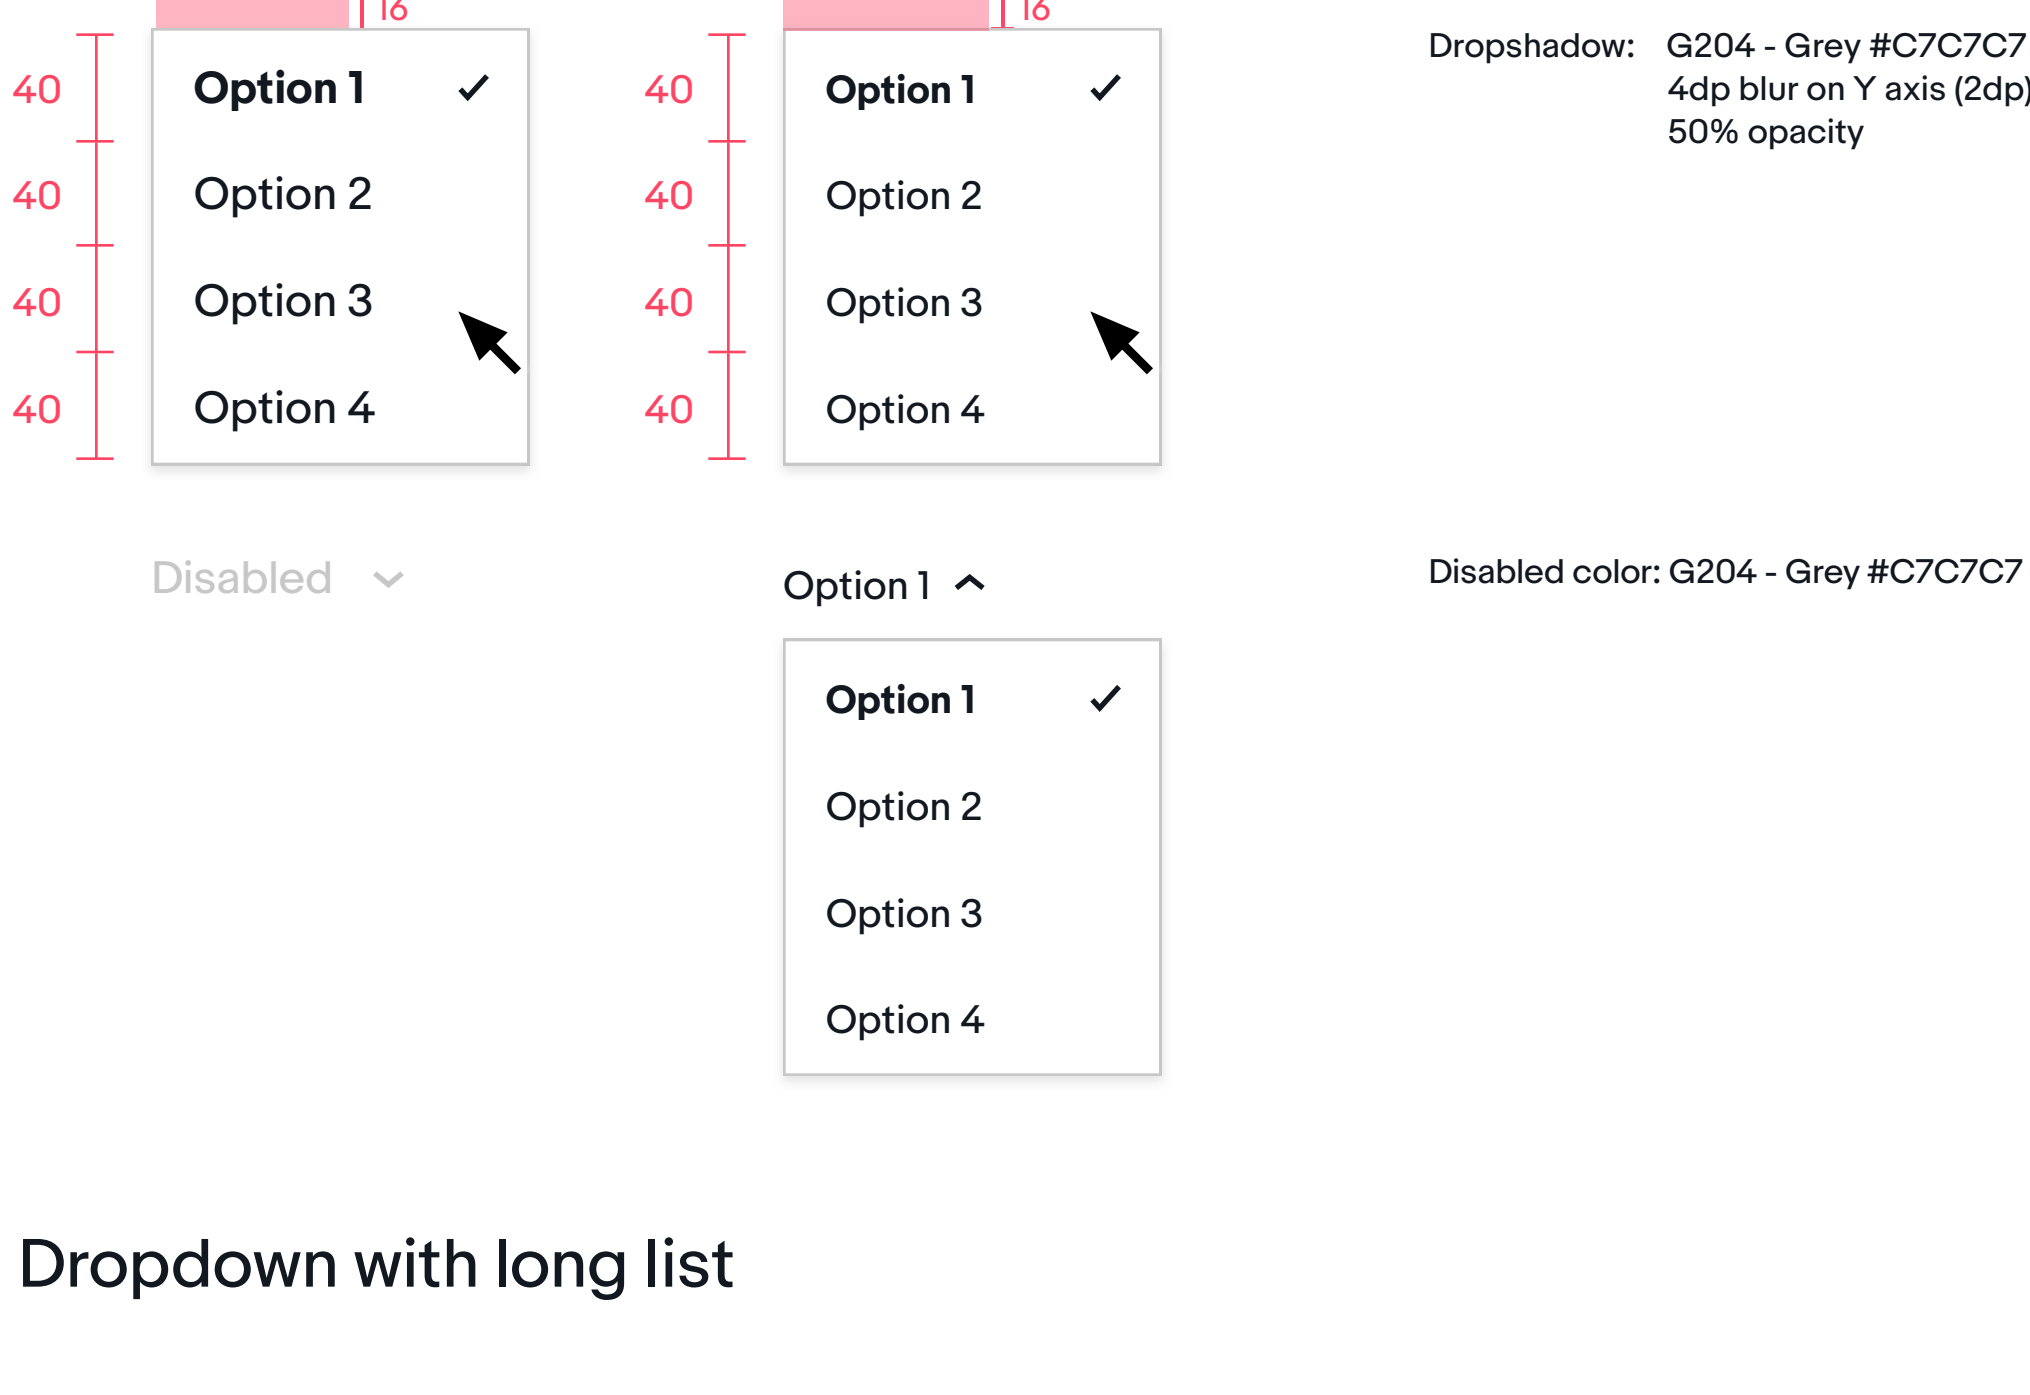 16
16
40
Option 1
40
Option 1
40
Option 2
40
Option 2
40
Option 3
40
Option 3
40
Option 4
40
Option 4
Dropshadow: G204 - Grey #C7C7C7
4dp blur on Y axis (2dp)
50% opacity
Disabled
Option 1
Disabled color: G204 - Grey #C7C7C7
Option 1
Option 2
Option 3
Option 4
Dropdown with long list